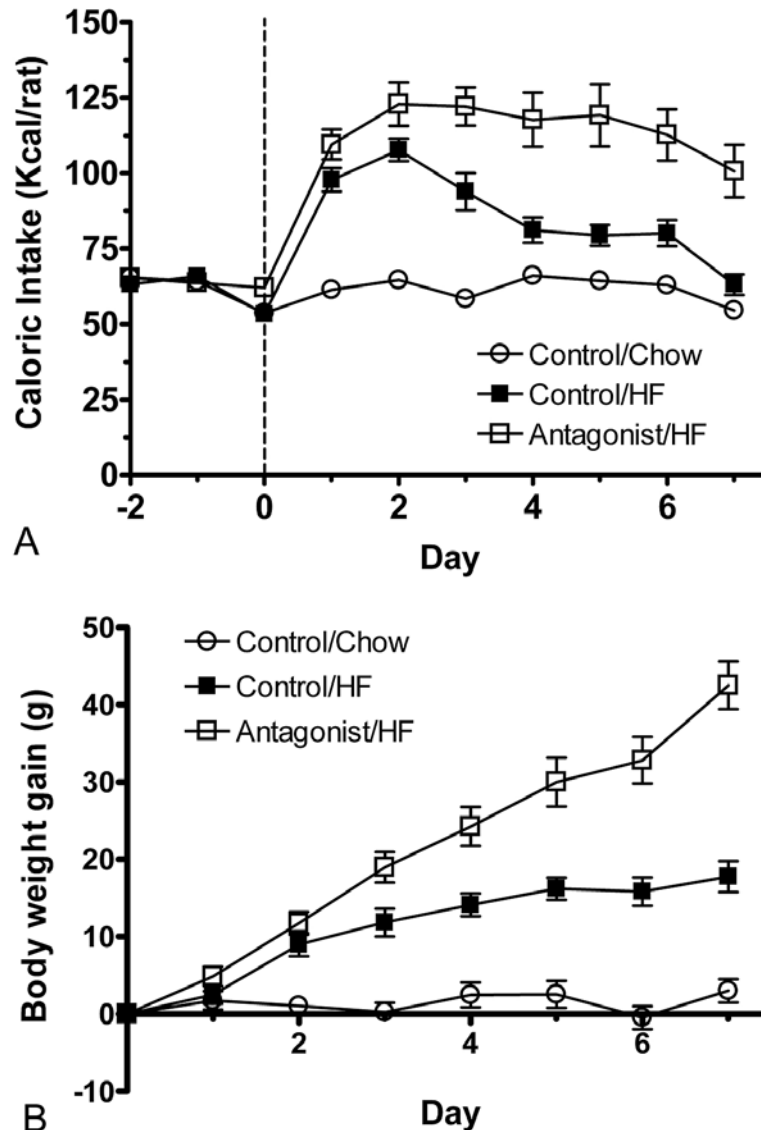 150
125
100
75
50
25
0
Caloric Intake (Kcal/rat)
Control/Chow
Control/HF
Antagonist/HF
-2
0
2
4
6
Day
A
50
40
30
20
10
0
-10
Body weight gain (g)
Control/Chow
Control/HF
Antagonist/HF
2
4
6
Day
B